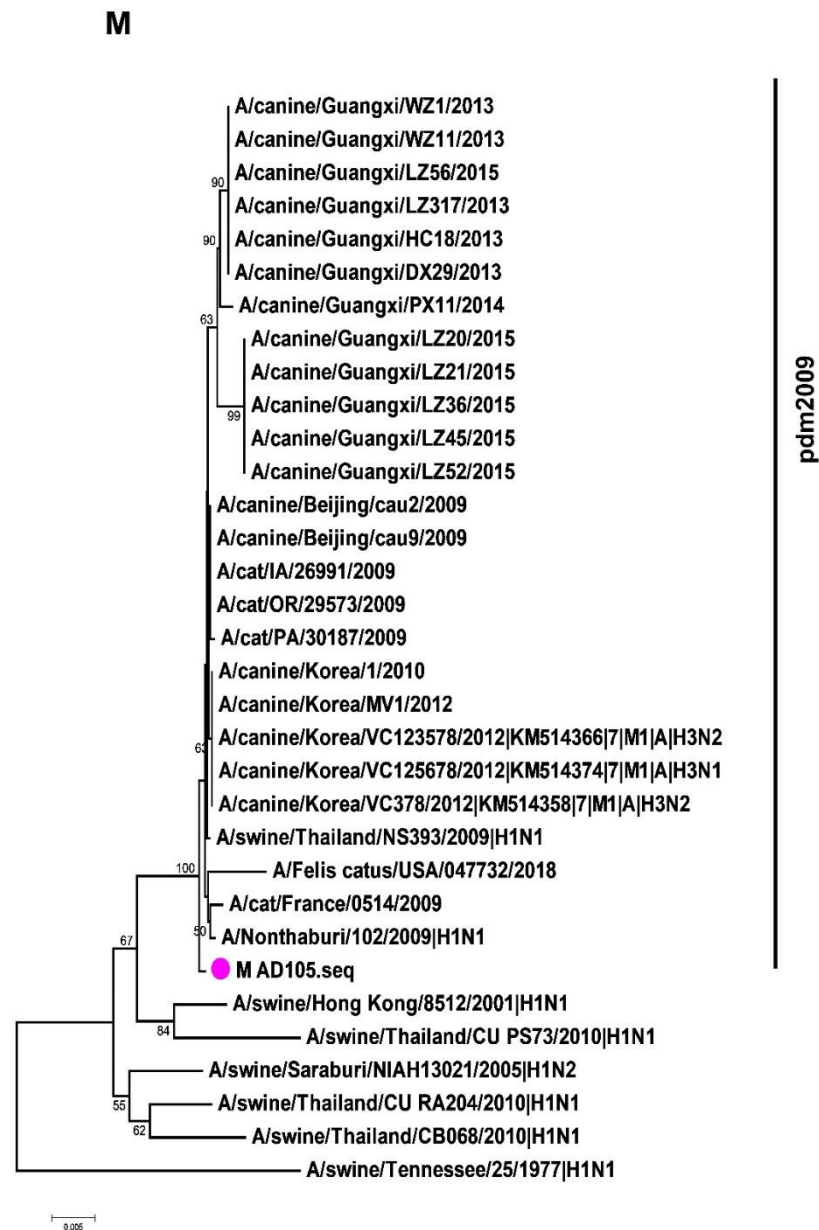 M
A/canine/Guangxi/WZ1/2013
A/canine/Guangxi/WZ11/2013
A/canine/Guangxi/LZ56/2015
90
A/canine/Guangxi/LZ317/2013
A/canine/Guangxi/HC18/2013
90
A/canine/Guangxi/DX29/2013
A/canine/Guangxi/PX11/2014
63
A/canine/Guangxi/LZ20/2015
A/canine/Guangxi/LZ21/2015
A/canine/Guangxi/LZ36/2015
99
A/canine/Guangxi/LZ45/2015
A/canine/Guangxi/LZ52/2015
A/canine/Beijing/cau2/2009
A/canine/Beijing/cau9/2009
A/cat/IA/26991/2009
A/cat/OR/29573/2009
A/cat/PA/30187/2009
A/canine/Korea/1/2010
A/canine/Korea/MV1/2012
A/canine/Korea/VC123578/2012|KM514366|7|M1|A|H3N2
63
A/canine/Korea/VC125678/2012|KM514374|7|M1|A|H3N1
A/canine/Korea/VC378/2012|KM514358|7|M1|A|H3N2
A/swine/Thailand/NS393/2009|H1N1
100
A/Felis catus/USA/047732/2018
A/cat/France/0514/2009
50
A/Nonthaburi/102/2009|H1N1
67
M AD105.seq
A/swine/Hong Kong/8512/2001|H1N1
84
A/swine/Thailand/CU PS73/2010|H1N1
A/swine/Saraburi/NIAH13021/2005|H1N2
55
A/swine/Thailand/CU RA204/2010|H1N1
62
A/swine/Thailand/CB068/2010|H1N1
A/swine/Tennessee/25/1977|H1N1
0.005
pdm2009